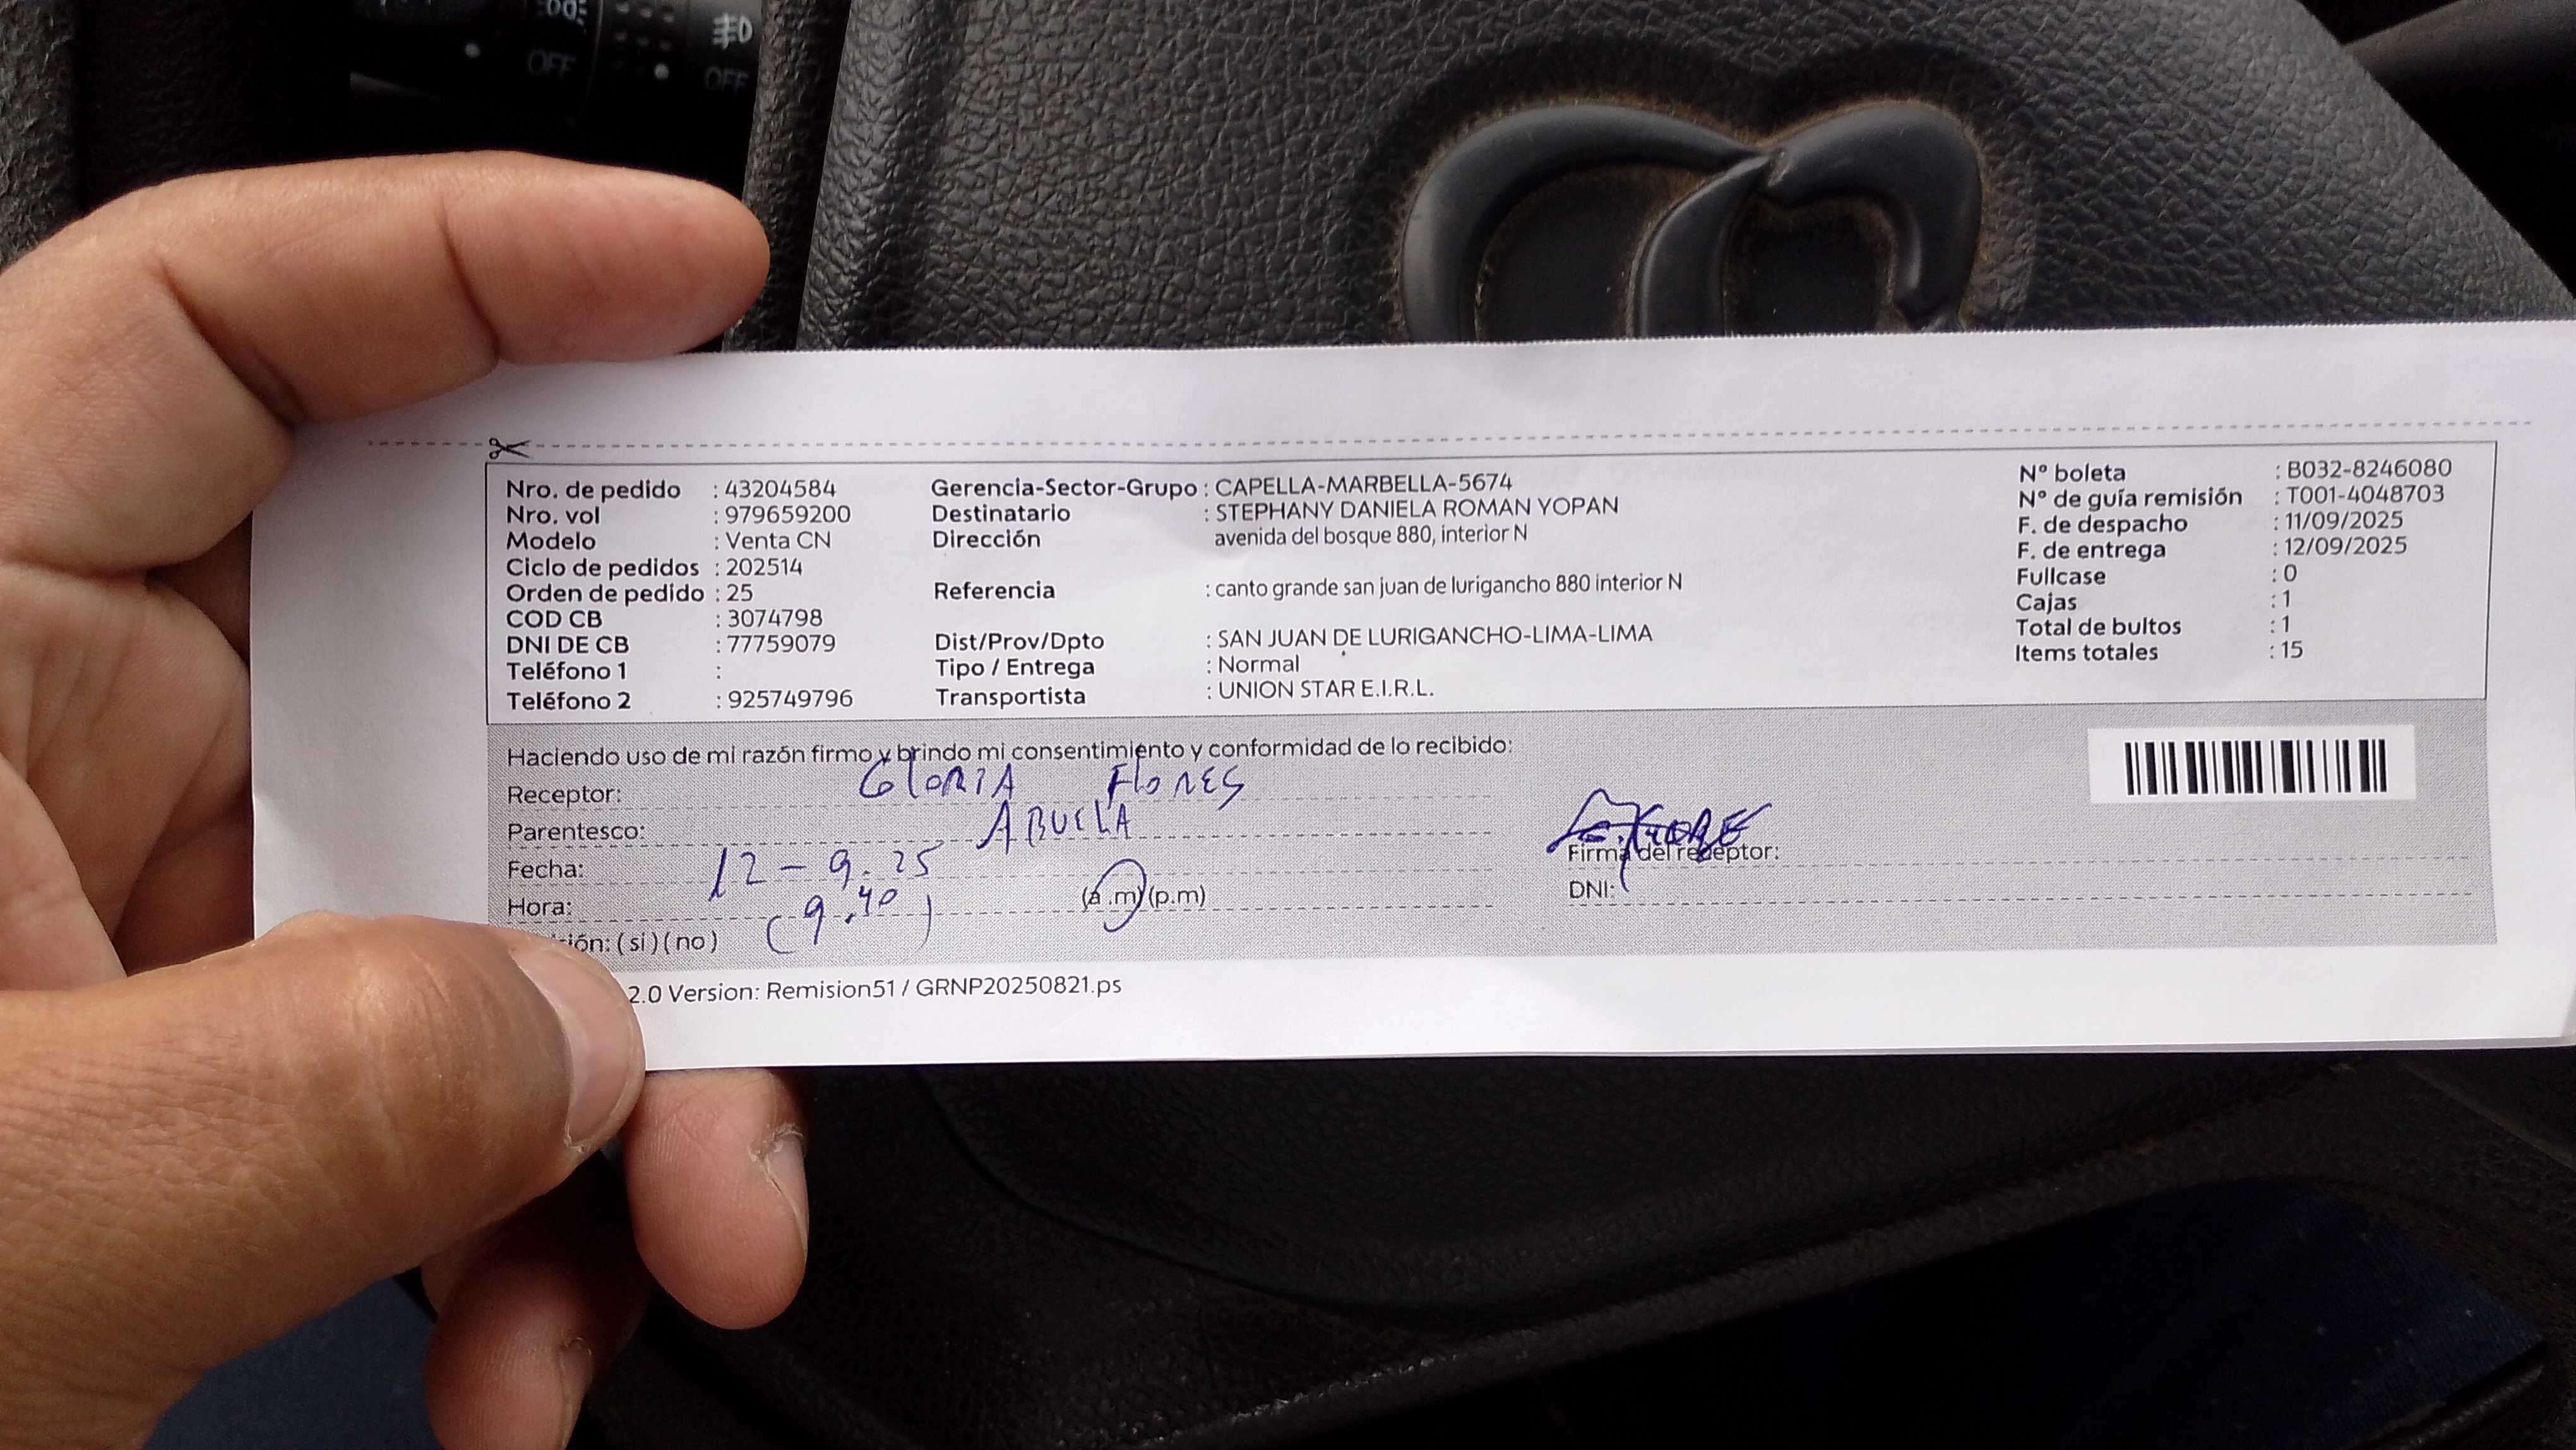 OFF OFF
Nro. de pedido : 43204584
Nro. vol : 979659200
Modelo : Venta CN
Ciclo de pedidos : 202514
Orden de pedido : 25
COD CB : 3074798
DNI DE CB : 77759079
Teléfono 1 :
Teléfono 2 : 925749796
Gerencia-Sector-Grupo : CAPELLA-MARBELLA-5674
Destinatario : STEPHANY DANIELA ROMAN YOPAN
Dirección avenida del bosque 880, interior N
Referencia : canto grande san juan de lurigancho 880 interior N
Dist/Prov/Dpto : SAN JUAN DE LURIGANCHO-LIMA-LIMA
Tipo / Entrega : Normal
Transportista : UNION STAR E.I.R.L.
N° boleta : B032-8246080
N° de guía remisión : T001-4048703
F. de despacho : 11/09/2025
F. de entrega : 12/09/2025
Fullcase : 0
Cajas : 1
Total de bultos : 1
Items totales : 15
Haciendo uso de mi razón firmo y brindo mi consentimiento y conformidad de lo recibido:
Receptor: GlORIA FlORES
Parentesco: ABUELA
Fecha: 12 - 9. 25
Hora: (9.40) (a .m) (p.m)
(si) (no)
Firma del receptor:
DNI:
2.0 Version: Remision51 / GRNP20250821.ps